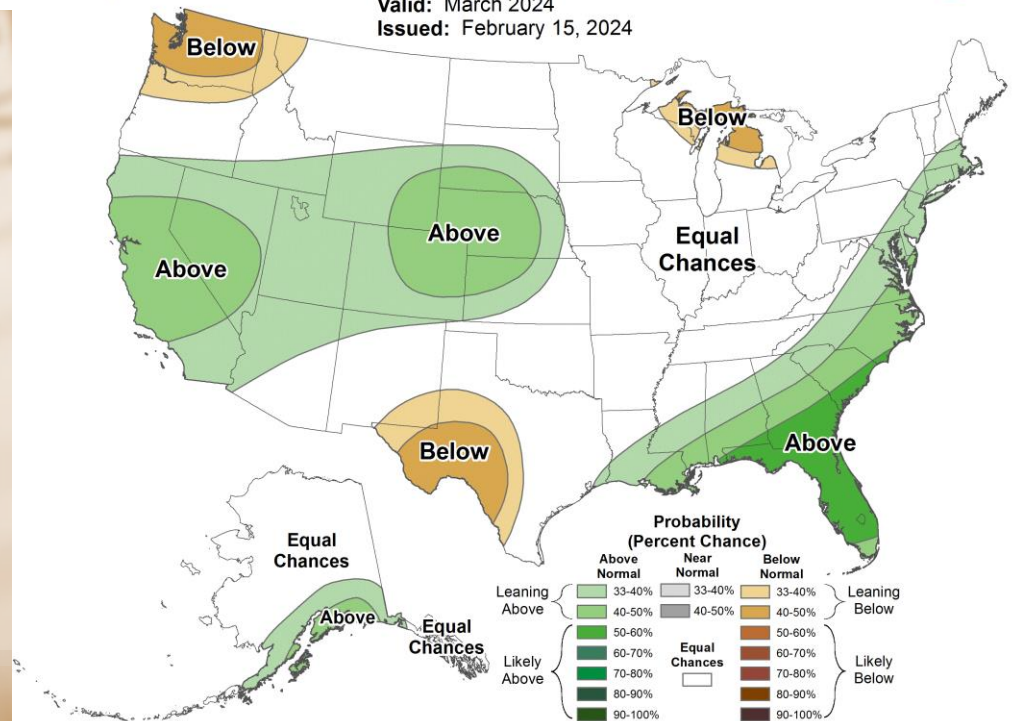 Valid: March 2024
Issued: February 15, 2024
Below
Below
Above
Above
Equal
Chances
Below
Above
Equal
Chances
Above
Equal
Chances
Probability
(Percent Chance)
Above
Normal
Near
Normal
Below
Normal
Leaning
Above
33-40%
33-40%
33-40%
Leaning
Below
40-50%
40-50%
40-50%
Likely
Above
50-60%
60-70%
70-80%
80-90%
90-100%
Equal
Chances
50-60%
60-70%
70-80%
80-90%
90-100%
Likely
Below